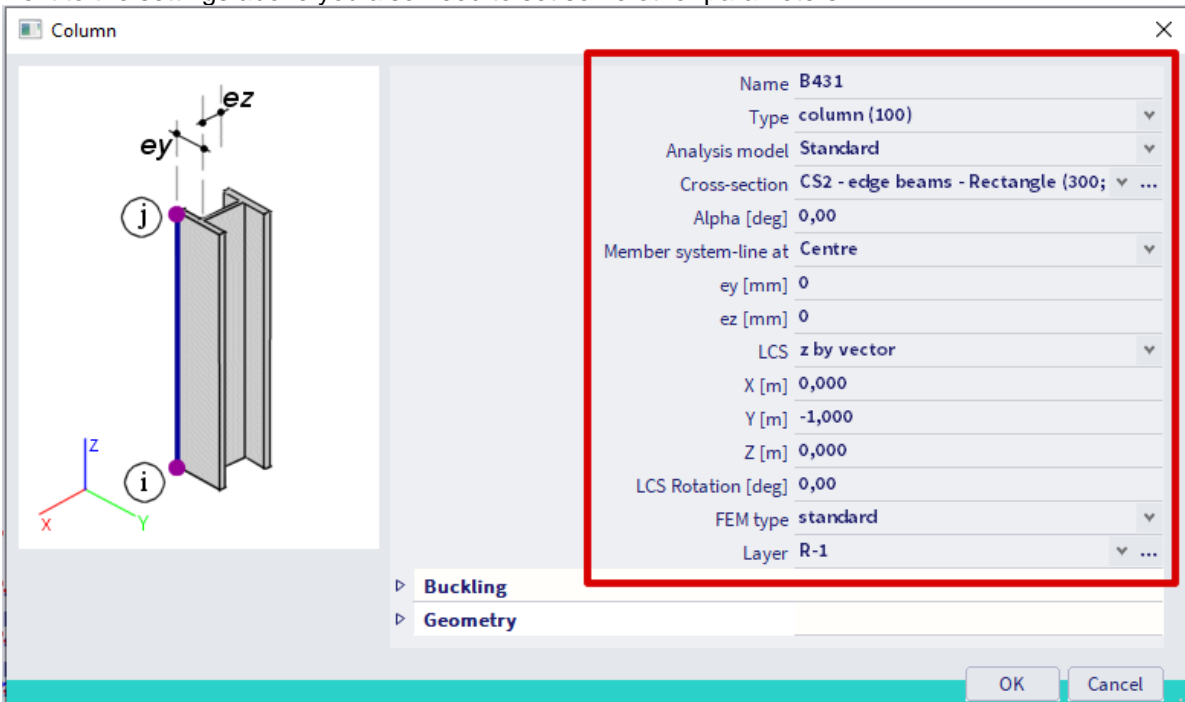 Column
ez
ey
j
i
Z
X
Y
Name B431
Type column (100)
Analysis model Standard
Cross-section CS2 - edge beams - Rectangle (300; ...
Alpha [deg] 0,00
Member system-line at Centre
ey [mm] 0
ez [mm] 0
LCS z by vector
X [m] 0,000
Y [m] -1,000
Z [m] 0,000
LCS Rotation [deg] 0,00
FEM type standard
Layer R-1 ...
Buckling
Geometry
OK Cancel